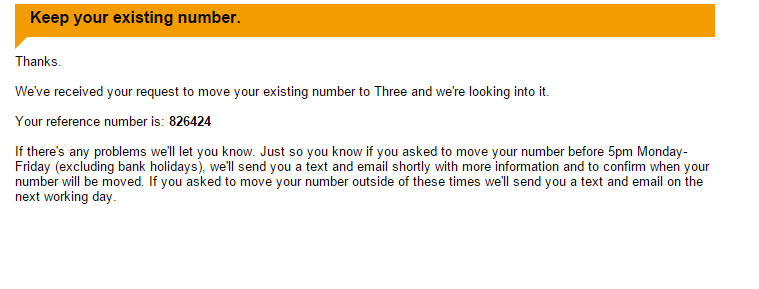 Keep your existing number.
Thanks.
We've received your request to move your existing number to Three and we're looking into it.
Your reference number is: 826424
If there's any problems we'll let you know. Just so you know if you asked to move your number before 5pm Monday-
Friday (excluding bank holidays), we'll send you a text and email shortly with more information and to confirm when your
number will be moved. If you asked to move your number outside of these times we'll send you a text and email on the
next working day.